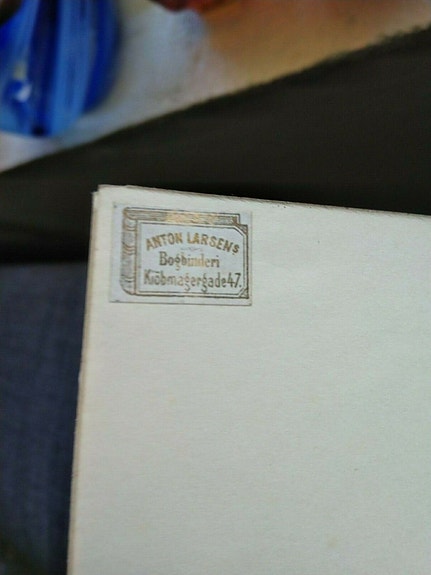 ANTON LARSENS
Bogbinderi
Kiöbmagergade 47.